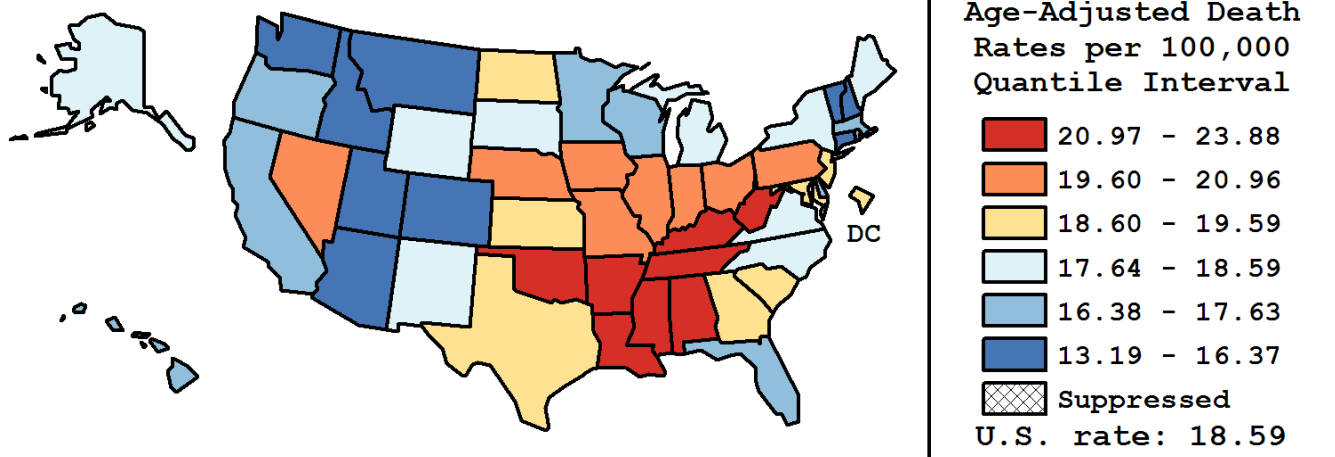 Age-Adjusted Death
Rates per 100,000
Quantile Interval
20.97 - 23.88
19.60 - 20.96
18.60 - 19.59
17.64 - 18.59
16.38 - 17.63
13.19 - 16.37
Suppressed
U.S. rate: 18.59
DC